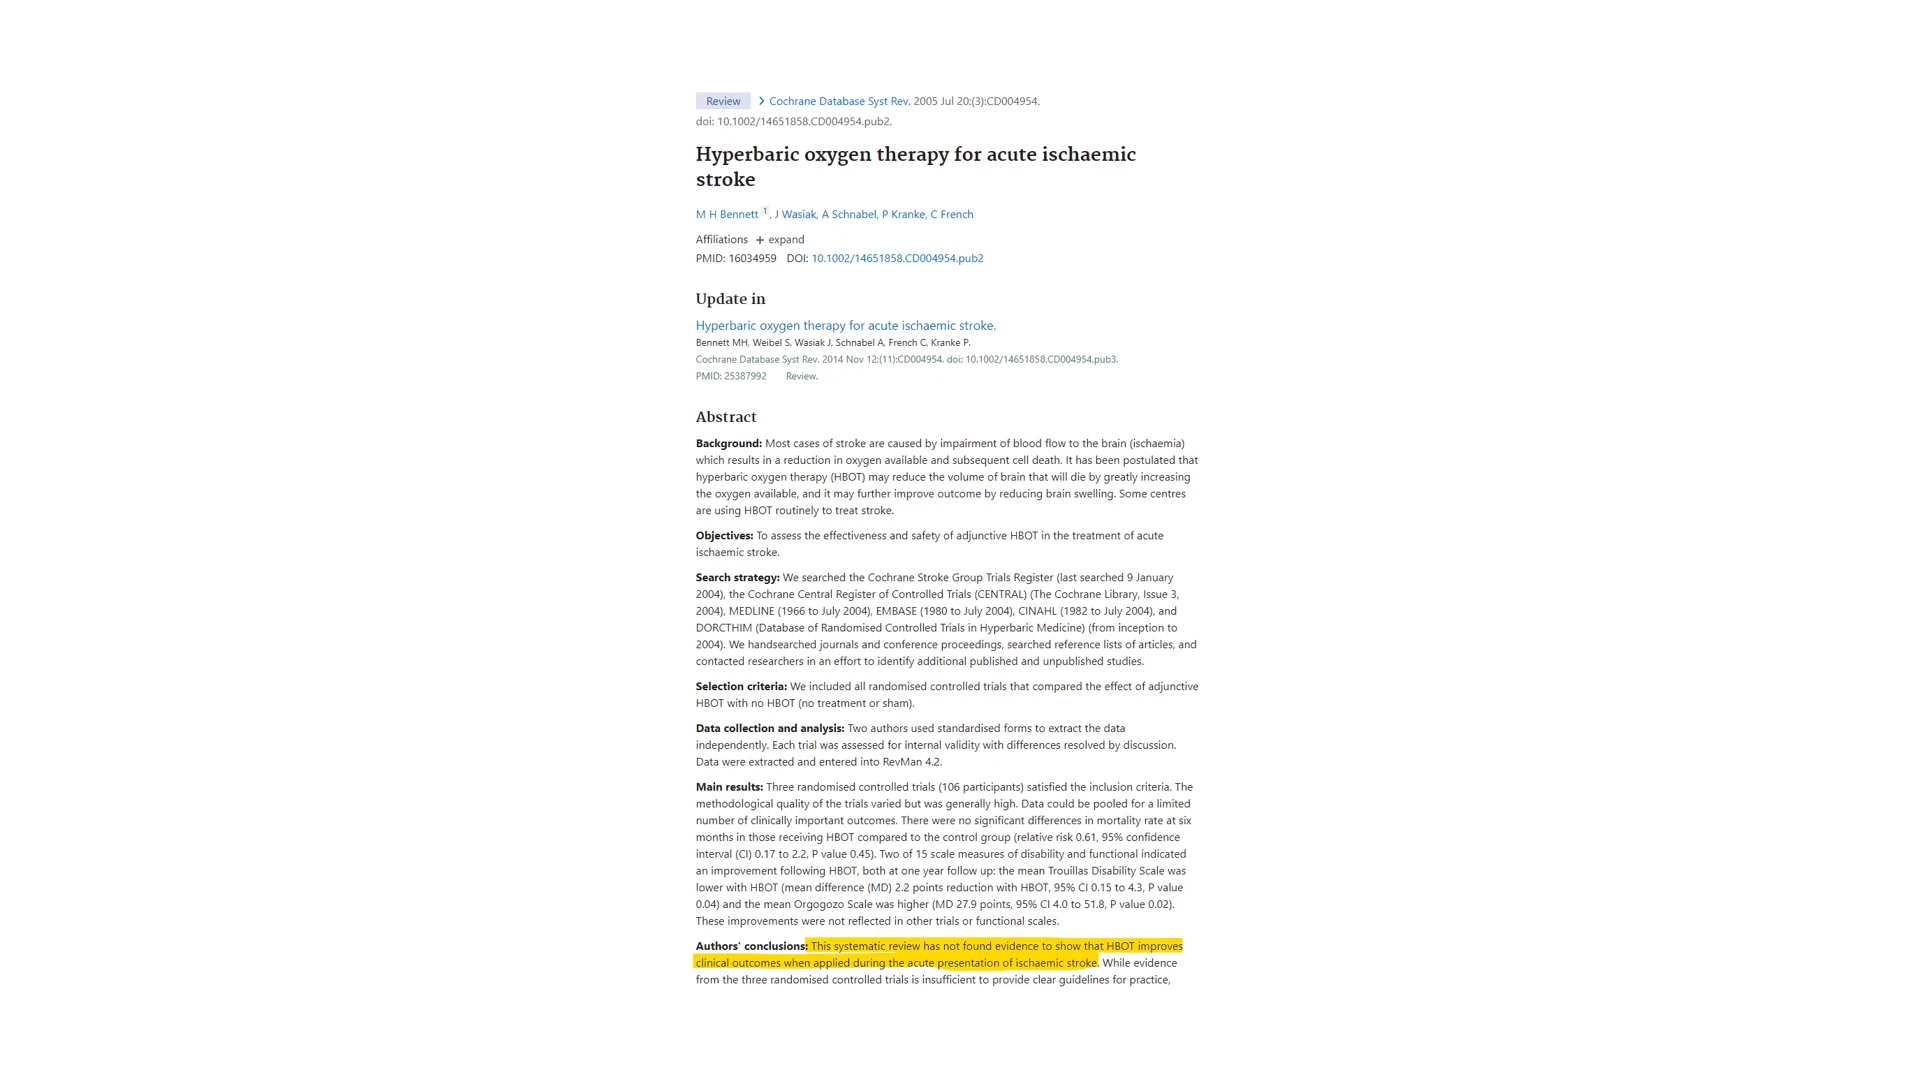 Review > Cochrane Database Syst Rev. 2005 Jul 20:(3):CD004954.
doi: 10.1002/14651858.CD004954.pub2.
Hyperbaric oxygen therapy for acute ischaemic
stroke
M H Bennett 1, J Wasiak, A Schnabel, P Kranke, C French
Affiliations + expand
PMID: 16034959 DOI: 10.1002/14651858.CD004954.pub2
Update in
Hyperbaric oxygen therapy for acute ischaemic stroke.
Bennett MH, Weibel S, Wasiak J, Schnabel A, French C, Kranke P.
Cochrane Database Syst Rev. 2014 Nov 12;(11):CD004954. doi: 10.1002/14651858.CD004954.pub3.
PMID: 25387992 Review.
Abstract
Background: Most cases of stroke are caused by impairment of blood flow to the brain (ischaemia)
which results in a reduction in oxygen available and subsequent cell death. It has been postulated that
hyperbaric oxygen therapy (HBOT) may reduce the volume of brain that will die by greatly increasing
the oxygen available, and it may further improve outcome by reducing brain swelling. Some centres
are using HBOT routinely to treat stroke.
Objectives: To assess the effectiveness and safety of adjunctive HBOT in the treatment of acute
ischaemic stroke.
Search strategy: We searched the Cochrane Stroke Group Trials Register (last searched 9 January
2004), the Cochrane Central Register of Controlled Trials (CENTRAL) (The Cochrane Library, Issue 3,
2004), MEDLINE (1966 to July 2004), EMBASE (1980 to July 2004), CINAHL (1982 to July 2004), and
DORCTHIM (Database of Randomised Controlled Trials in Hyperbaric Medicine) (from inception to
2004). We handsearched journals and conference proceedings, searched reference lists of articles, and
contacted researchers in an effort to identify additional published and unpublished studies.
Selection criteria: We included all randomised controlled trials that compared the effect of adjunctive
HBOT with no HBOT (no treatment or sham).
Data collection and analysis: Two authors used standardised forms to extract the data
independently. Each trial was assessed for internal validity with differences resolved by discussion.
Data were extracted and entered into RevMan 4.2.
Main results: Three randomised controlled trials (106 participants) satisfied the inclusion criteria. The
methodological quality of the trials varied but was generally high. Data could be pooled for a limited
number of clinically important outcomes. There were no significant differences in mortality rate at six
months in those receiving HBOT compared to the control group (relative risk 0.61, 95% confidence
interval (CI) 0.17 to 2.2, P value 0.45). Two of 15 scale measures of disability and functional indicated
an improvement following HBOT, both at one year follow up: the mean Trouillas Disability Scale was
lower with HBOT (mean difference (MD) 2.2 points reduction with HBOT, 95% CI 0.15 to 4.3, P value
0.04) and the mean Orgogozo Scale was higher (MD 27.9 points, 95% CI 4.0 to 51.8, P value 0.02).
These improvements were not reflected in other trials or functional scales.
Authors' conclusions: This systematic review has not found evidence to show that HBOT improves
clinical outcomes when applied during the acute presentation of ischaemic stroke. While evidence
from the three randomised controlled trials is insufficient to provide clear guidelines for practice,